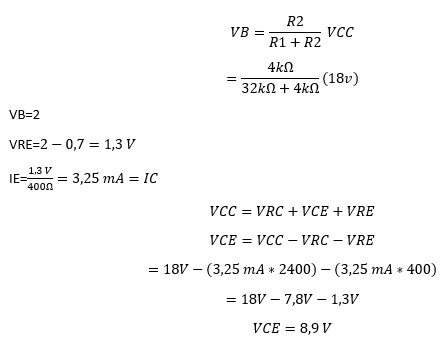 VB = R2/(R1 + R2) VCC
= 4kΩ/(32kΩ + 4kΩ) (18v)
VB=2
VRE=2 − 0,7 = 1,3 V
IE=1,3 V/400Ω = 3,25 mA = IC
VCC = VRC + VCE + VRE
VCE = VCC − VRC − VRE
= 18V − (3,25 mA * 2400) − (3,25 mA * 400)
= 18V − 7,8V − 1,3V
VCE = 8,9 V